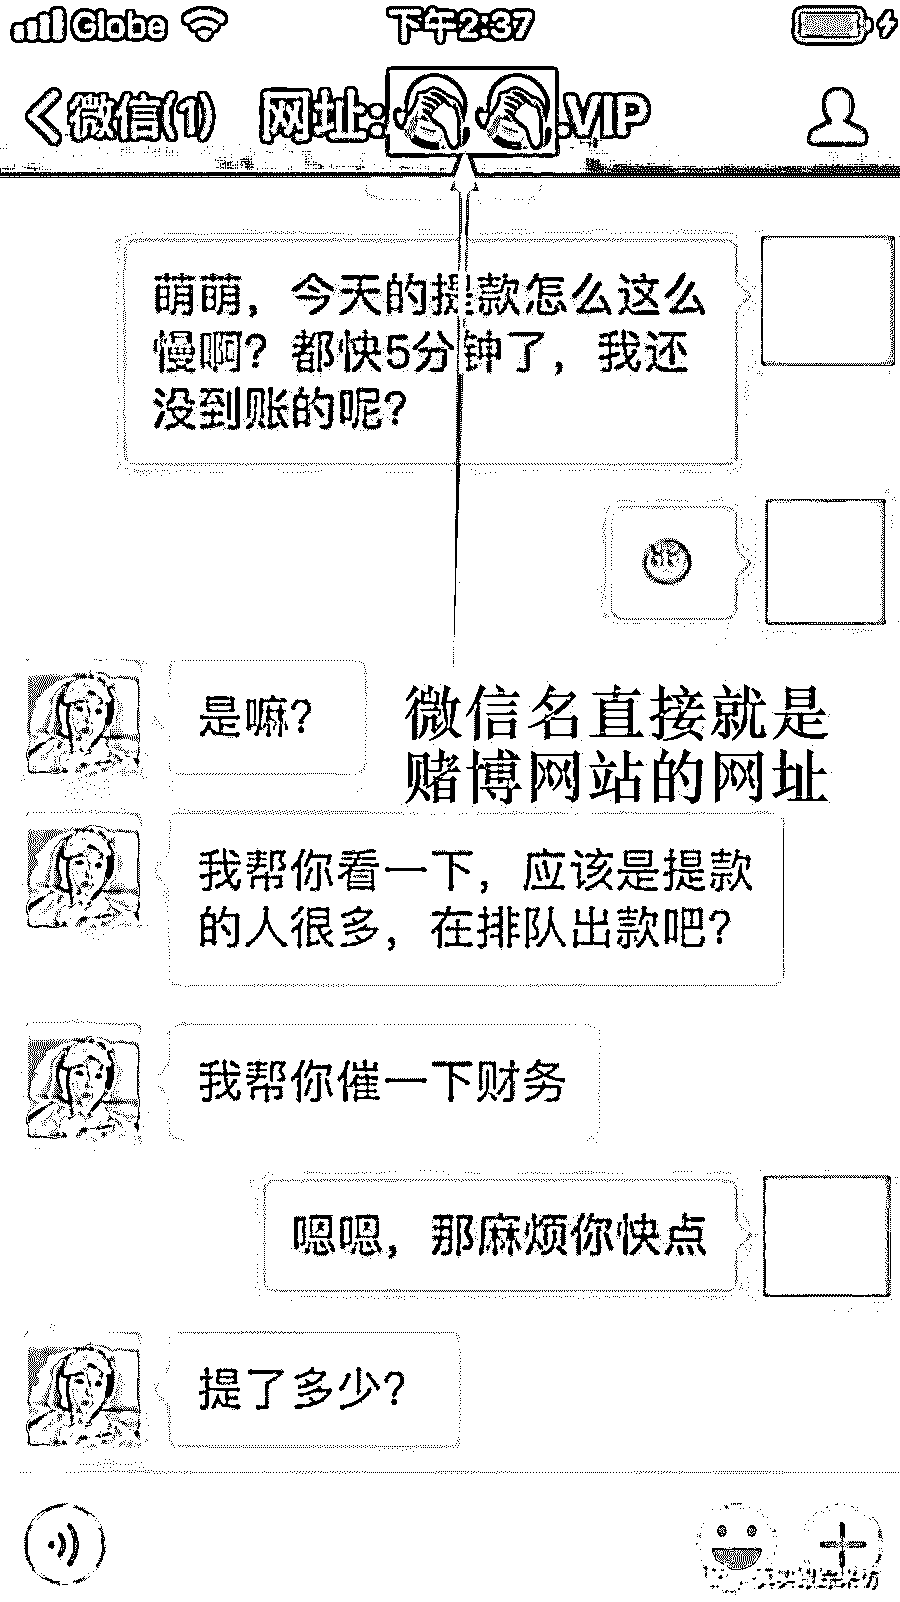 Globe 下午2:37
微信(1) 网址: .VIP
萌萌，今天的提款怎么这么
慢啊？都快5分钟了，我还
没到账的呢？
是嘛？
微信名直接就是
赌博网站的网址
我帮你看一下，应该是提款
的人很多，在排队出款吧？
我帮你催一下财务
嗯嗯，那麻烦你快点
提了多少？